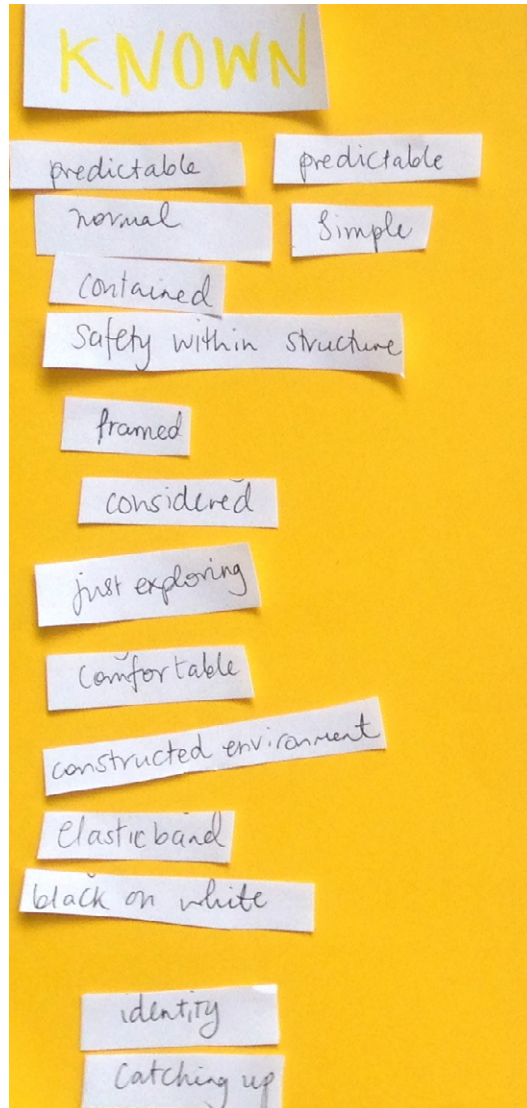 KNOWN
predictable predictable
normal Simple
contained
Safety within structure
framed
considered
just exploring
comfortable
constructed environment
Elastic band
black on white
identity
Catching up